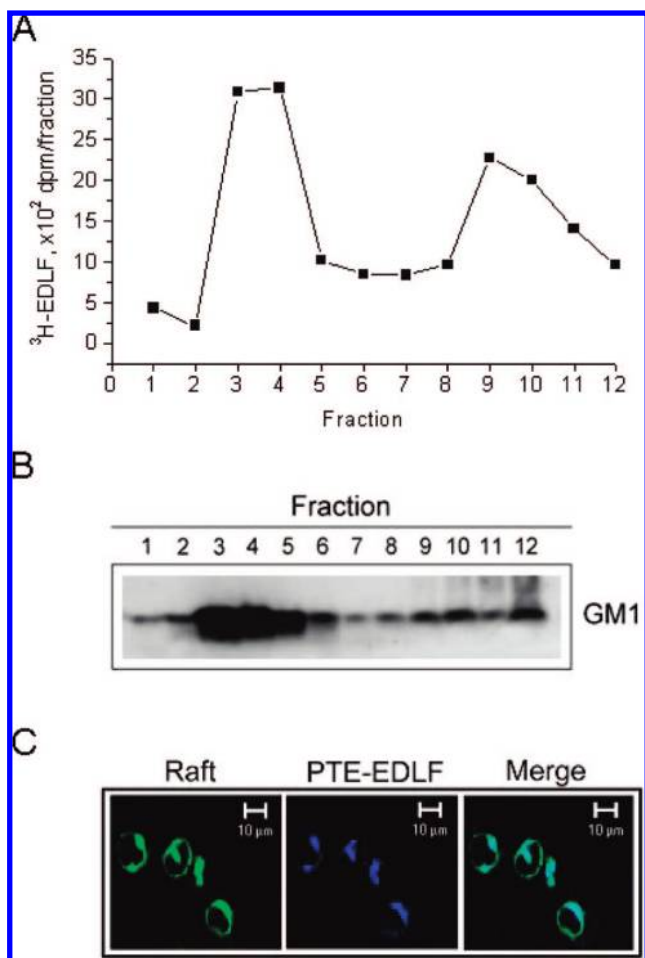 A
³H-EDLF, x10² dpm/fraction
35
30
25
20
15
10
5
0
0 1 2 3 4 5 6 7 8 9 10 11 12
Fraction
B
Fraction
1 2 3 4 5 6 7 8 9 10 11 12
GM1
C
Raft PTE-EDLF Merge
10 µm 10 µm 10 µm